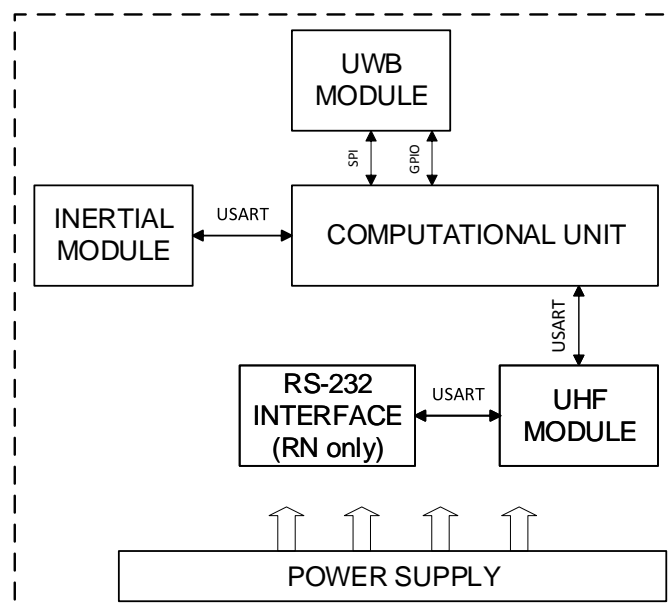 UWB
MODULE
SPI
GPIO
INERTIAL
MODULE
USART
COMPUTATIONAL UNIT
USART
RS-232
INTERFACE
(RN only)
USART
UHF
MODULE
POWER SUPPLY